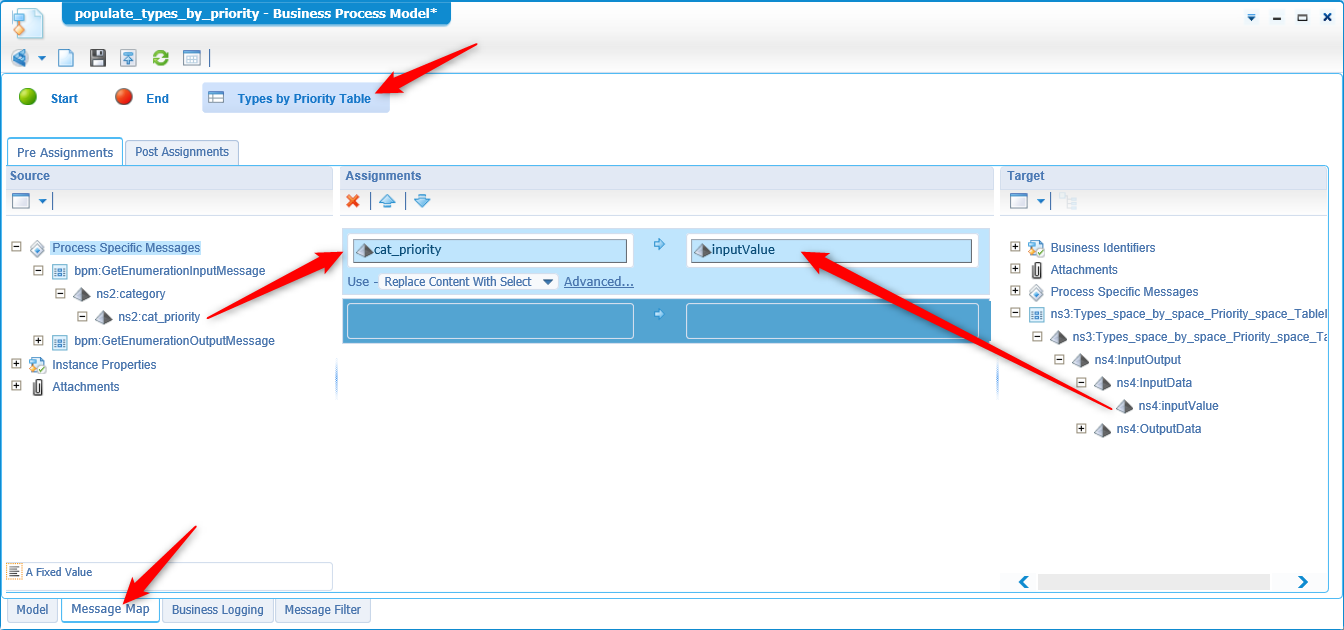 populate_types_by_priority - Business Process Model*
Start
End
Types by Priority Table
Pre Assignments
Post Assignments
Source
Assignments
Target
Process Specific Messages
bpm:GetEnumerationInputMessage
ns2:category
ns2:cat_priority
bpm:GetEnumerationOutputMessage
Instance Properties
Attachments
A Fixed Value
cat_priority
inputValue
Use - Replace Content With Select
Advanced...
Business Identifiers
Attachments
Process Specific Messages
ns3:Types_space_by_space_Priority_space_Tablel
ns3:Types_space_by_space_Priority_space_Ta
ns4:InputOutput
ns4:InputData
ns4:inputValue
ns4:OutputData
Model
Message Map
Business Logging
Message Filter